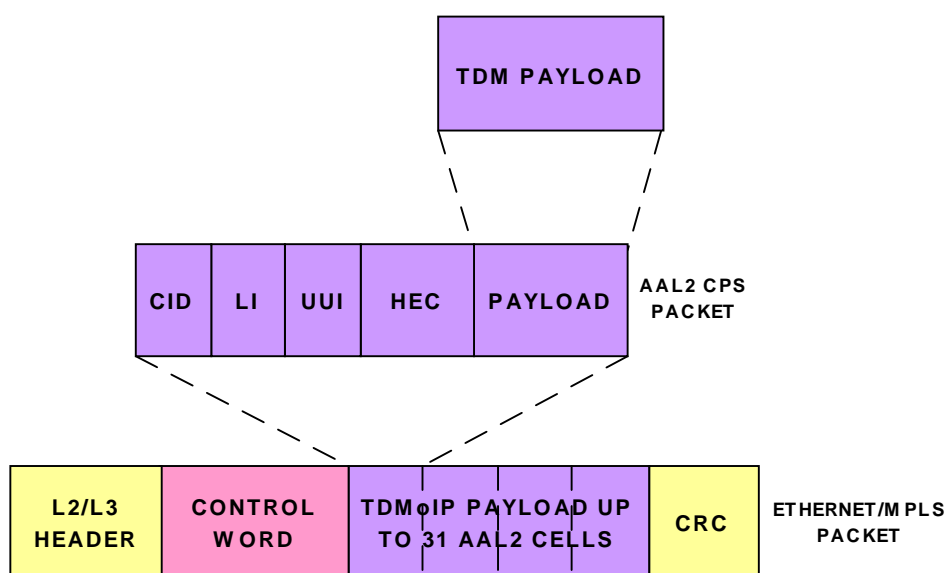 TDM PAYLOAD
CID LI UUI HEC PAYLOAD
AAL2 CPS
PACKET
L2/L3
HEADER
CONTROL
WORD
TDMoIP PAYLOAD UP
TO 31 AAL2 CELLS
CRC
ETHERNET/MPLS
PACKET